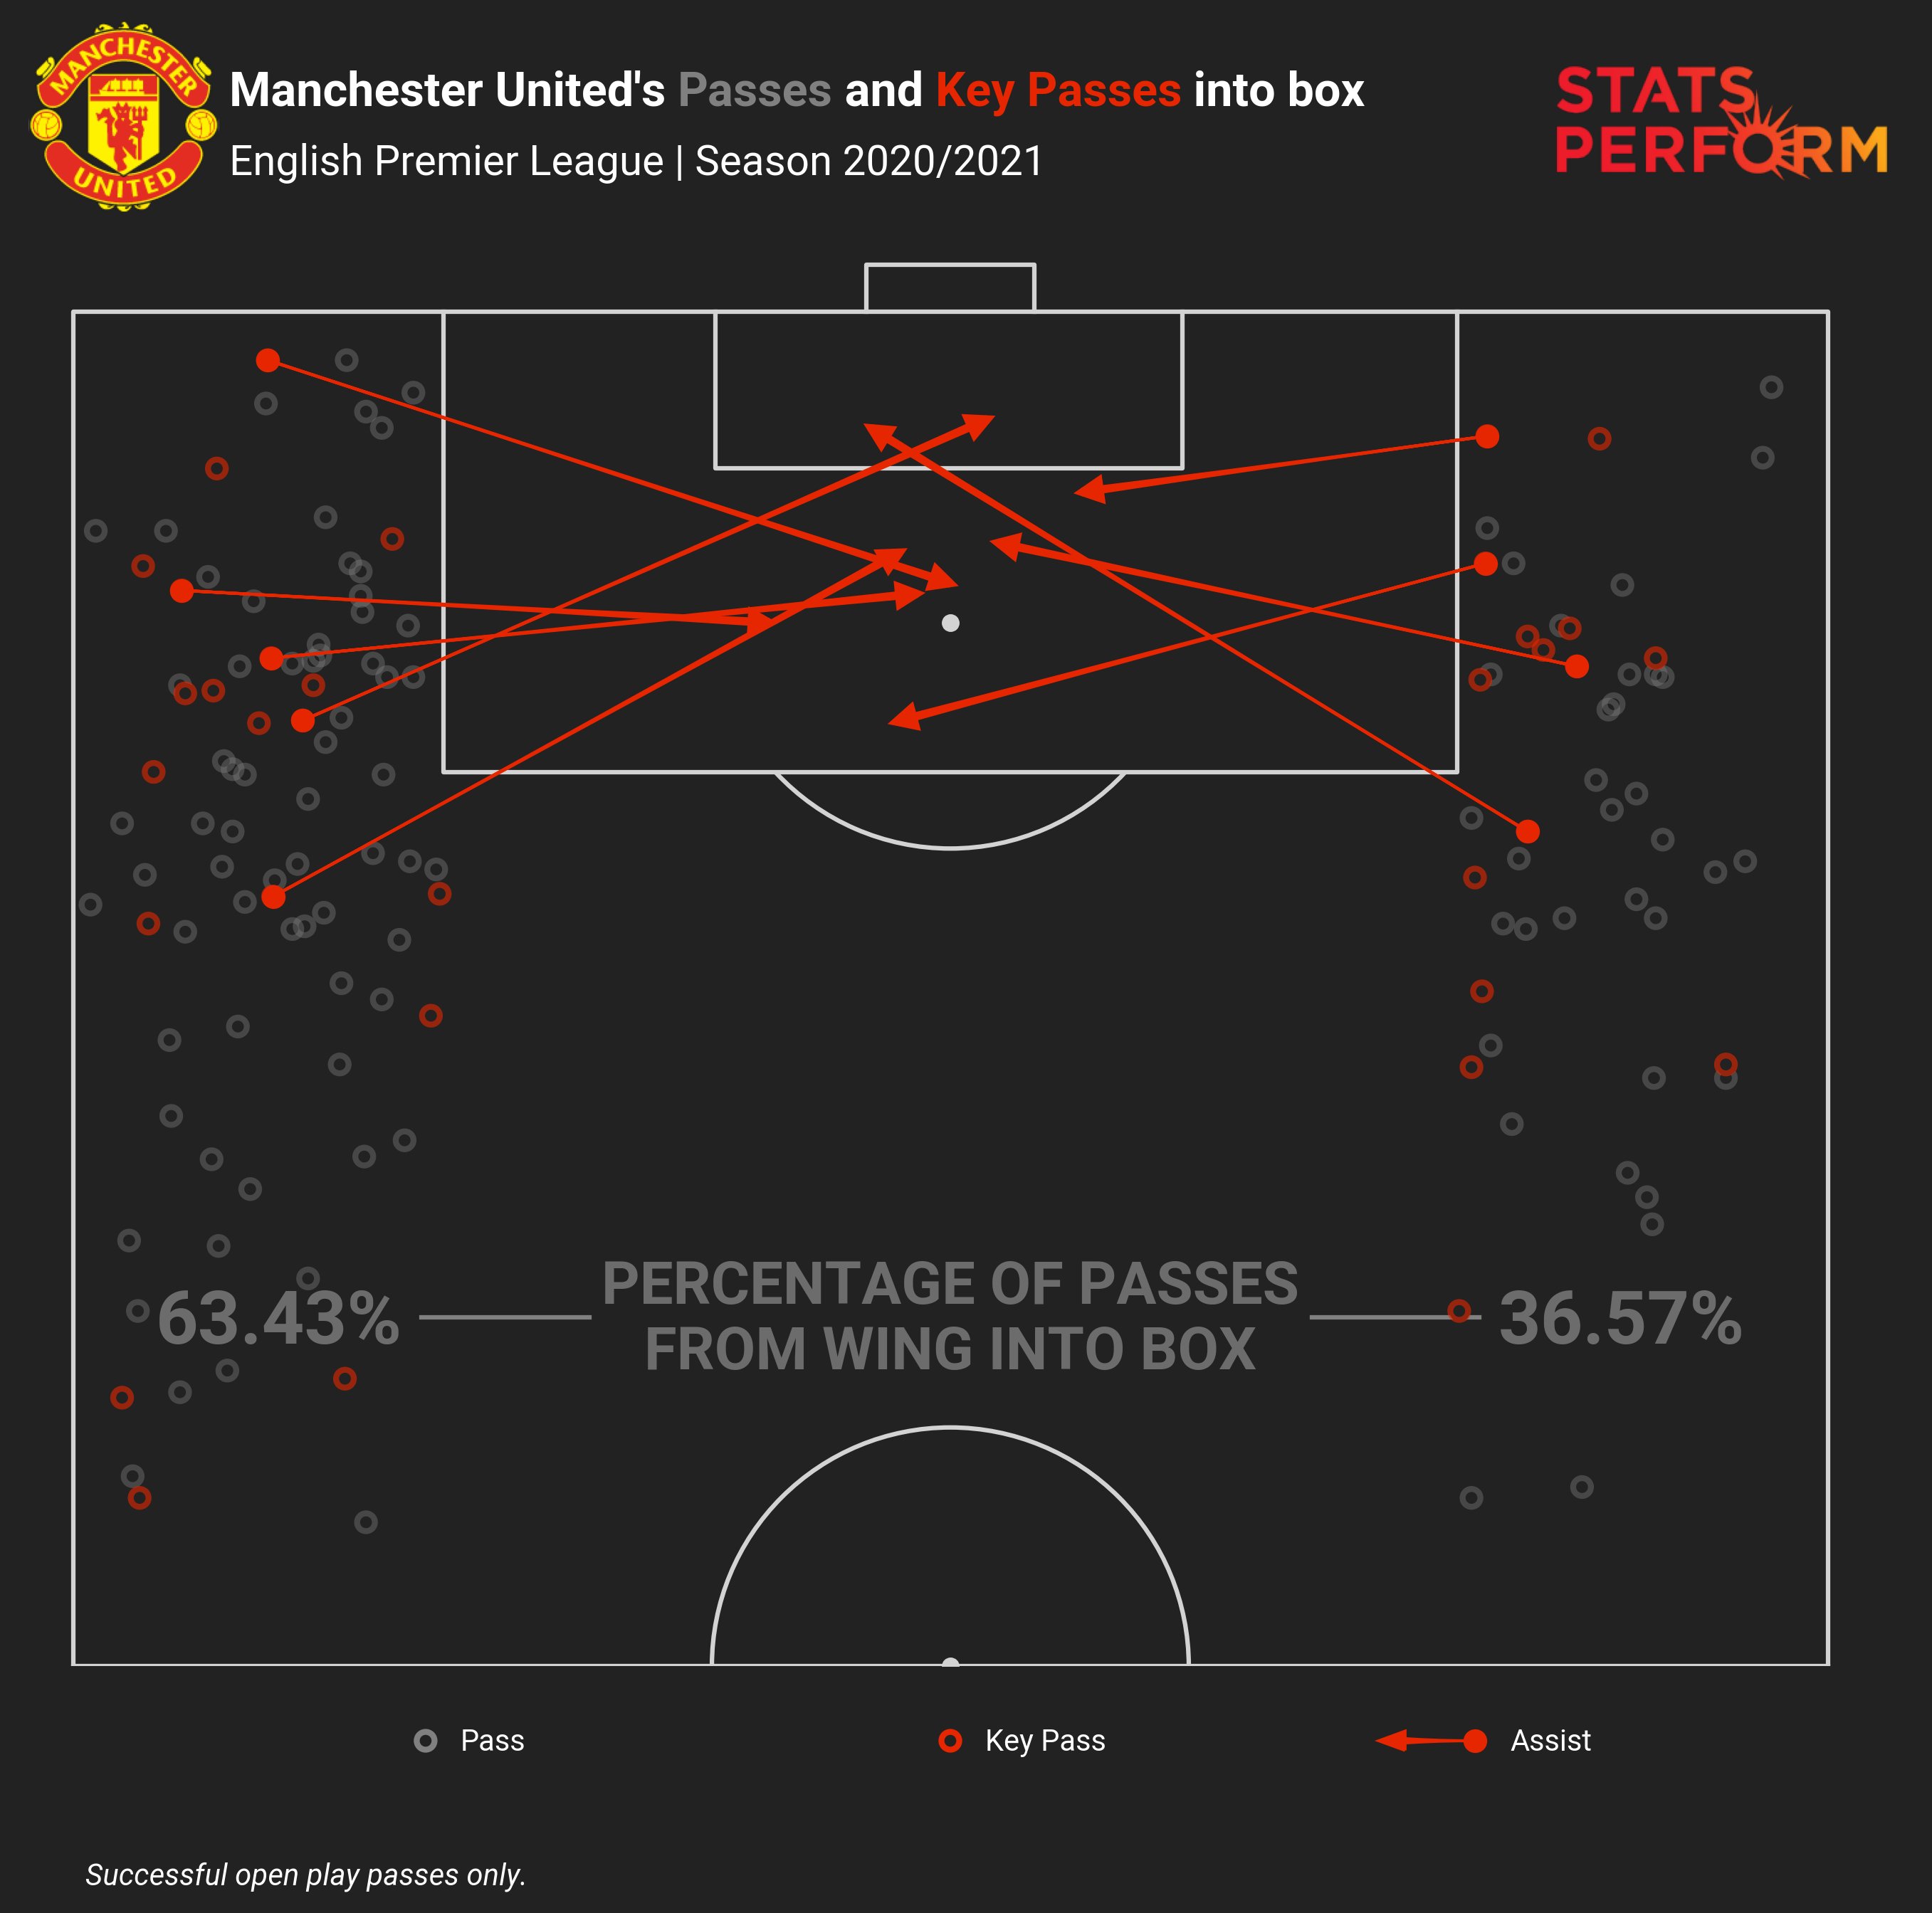 MANCHESTER
UNITED
Manchester United's Passes and Key Passes into box
English Premier League | Season 2020/2021
STATS
PERFORM
PERCENTAGE OF PASSES
63.43%
36.57%
FROM WING INTO BOX
Pass
Key Pass
Assist
Successful open play passes only.